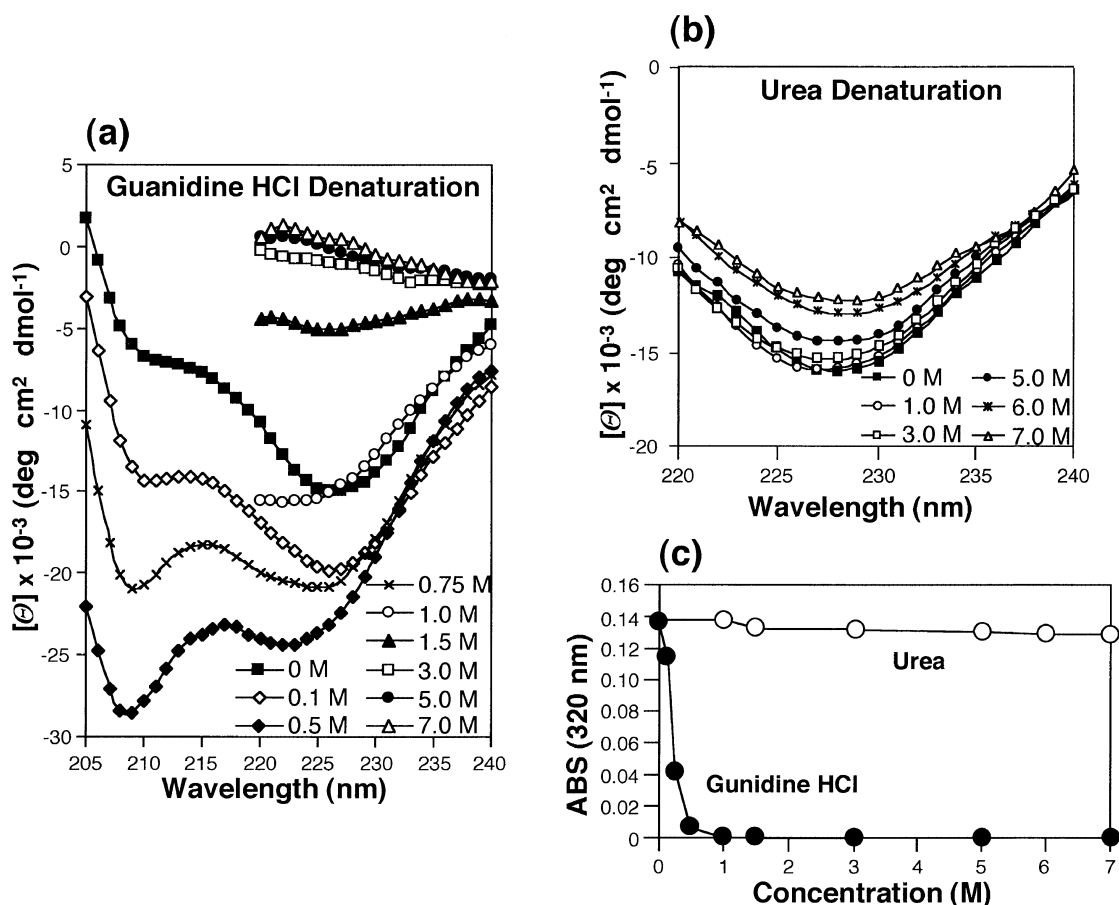 (a)
Guanidine HCl Denaturation
[Θ] x 10-3 (deg cm2 dmol-1)
5
0
-5
-10
-15
-20
-25
-30
0.75 M
1.0 M
1.5 M
0 M
3.0 M
0.1 M
5.0 M
0.5 M
7.0 M
205
210
215
220
225
230
235
240
Wavelength (nm)
(b)
Urea Denaturation
[Θ] x 10-3 (deg cm2 dmol-1)
0
-5
-10
-15
-20
0 M
5.0 M
1.0 M
6.0 M
3.0 M
7.0 M
220
225
230
235
240
Wavelength (nm)
(c)
ABS (320 nm)
0.16
0.14
0.12
0.10
0.08
0.06
0.04
0.02
0
Urea
Gunidine HCl
0
1
2
3
4
5
6
7
Concentration (M)